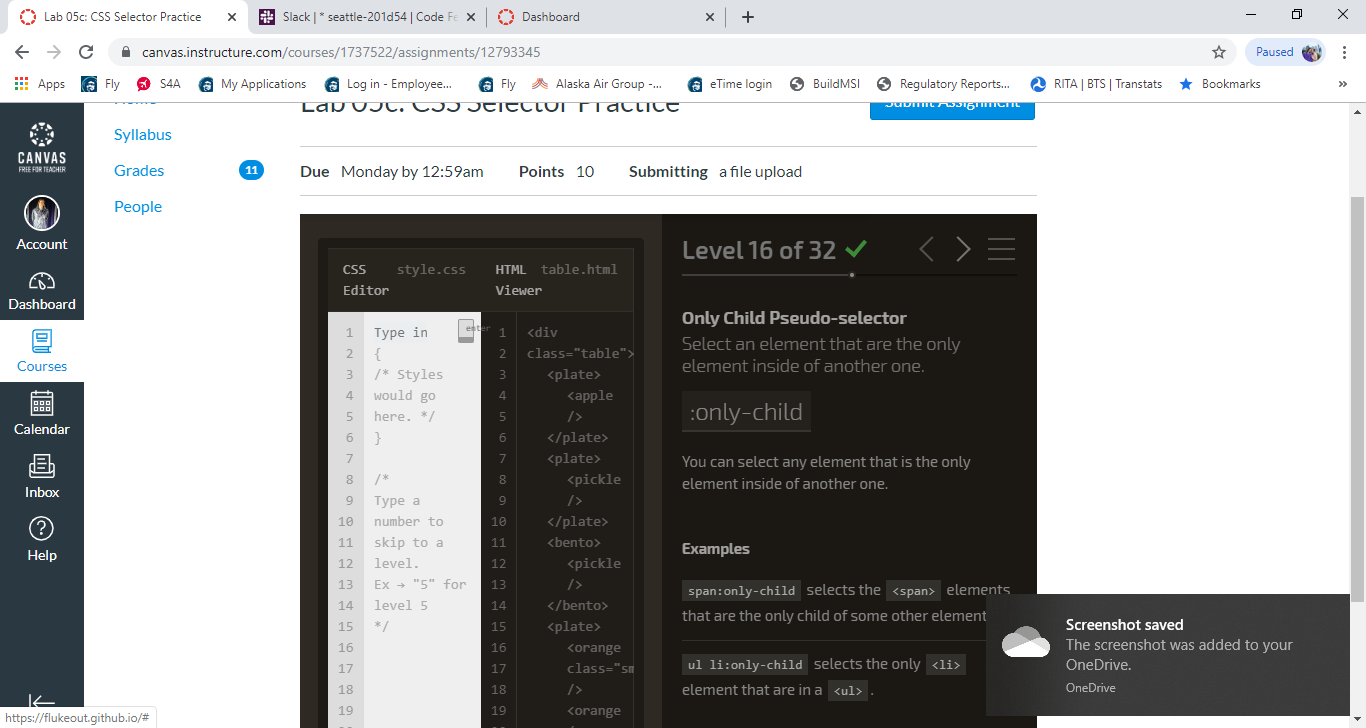 Lab 05c: CSS Selector Practice
Slack | * seattle-201d54 | Code Fe
Dashboard
canvas.instructure.com/courses/1737522/assignments/12793345
Paused
Apps
Fly
S4A
My Applications
Log in - Employee...
Fly
Alaska Air Group -...
eTime login
BuildMSI
Regulatory Reports...
RITA | BTS | Transtats
Bookmarks
»
CANVAS
FREE FOR TEACHER
Account
Dashboard
Courses
Calendar
Inbox
Help
Home
Syllabus
Grades 11
People
Lab 05c: CSS Selector Practice
Submit Assignment
Due Monday by 12:59am Points 10 Submitting a file upload
CSS Editor style.css
HTML Viewer table.html
enter
1 Type in
2 {
3 /* Styles
4 would go
5 here. */
6 }
7
8 /*
9 Type a
10 number to
11 skip to a
12 level.
13 Ex → "5" for
14 level 5
15 */
16
17
18
19
1 <div
2 class="table">
3 <plate>
4 <apple
5 />
6 </plate>
7 <plate>
8 <pickle
9 />
10 </plate>
11 <bento>
12 <pickle
13 />
14 </bento>
15 <plate>
16 <orange
17 class="sm
18 />
19 <orange
Level 16 of 32
Only Child Pseudo-selector
Select an element that are the only
element inside of another one.
:only-child
You can select any element that is the only
element inside of another one.
Examples
span:only-child selects the <span> elements
that are the only child of some other element
ul li:only-child selects the only <li>
element that are in a <ul> .
Screenshot saved
The screenshot was added to your
OneDrive.
OneDrive
https://flukeout.github.io/#